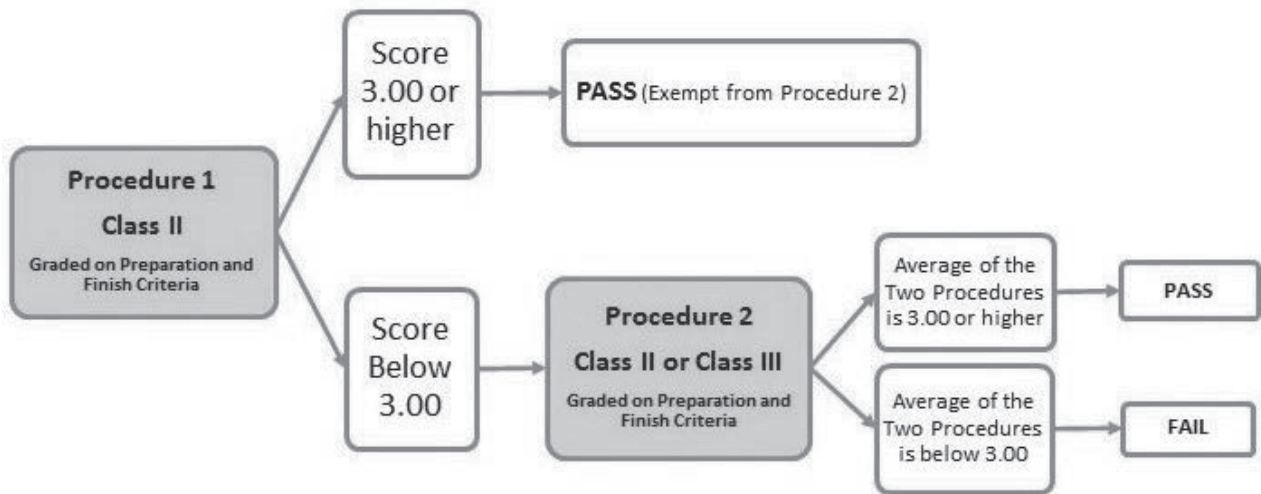 Procedure 1
Class II
Graded on Preparation and
Finish Criteria
Score
3.00 or
higher
PASS (Exempt from Procedure 2)
Score
Below
3.00
Procedure 2
Class II or Class III
Graded on Preparation and
Finish Criteria
Average of the
Two Procedures
is 3.00 or higher
PASS
Average of the
Two Procedures
is below 3.00
FAIL